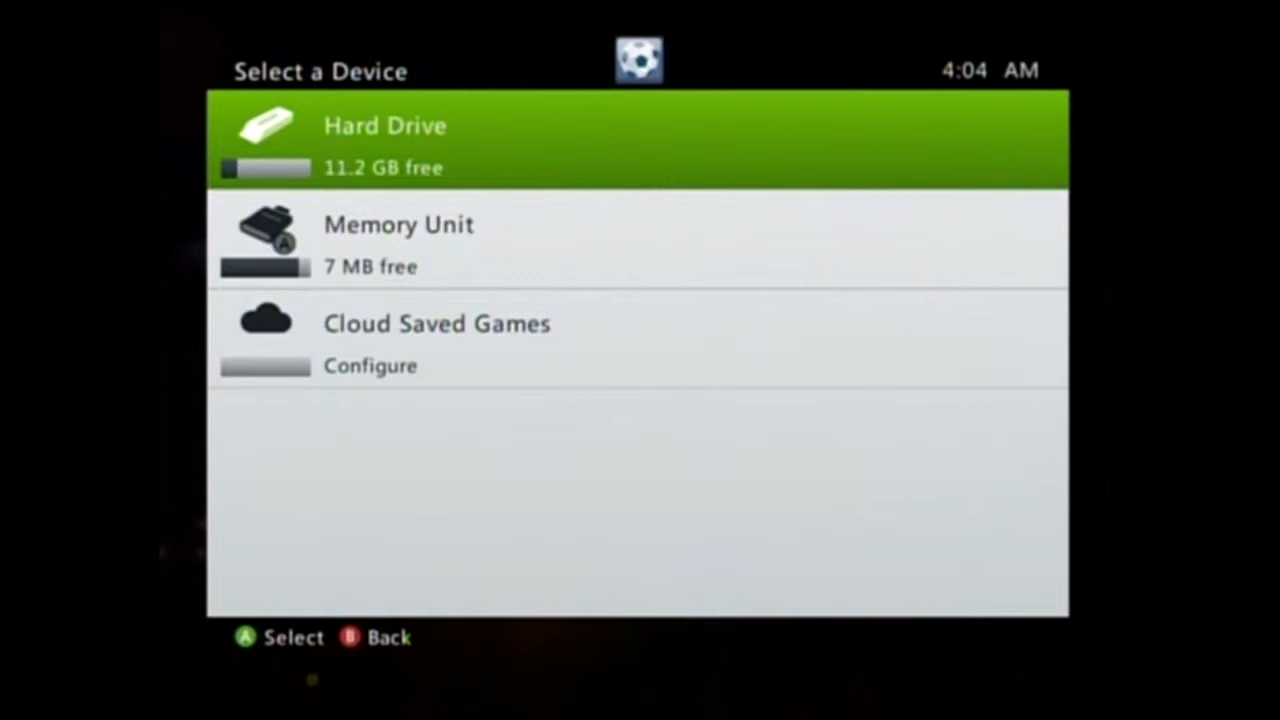 Select a Device
4:04 AM
Hard Drive
11.2 GB free
A
Memory Unit
7 MB free
Cloud Saved Games
Configure
A Select B Back